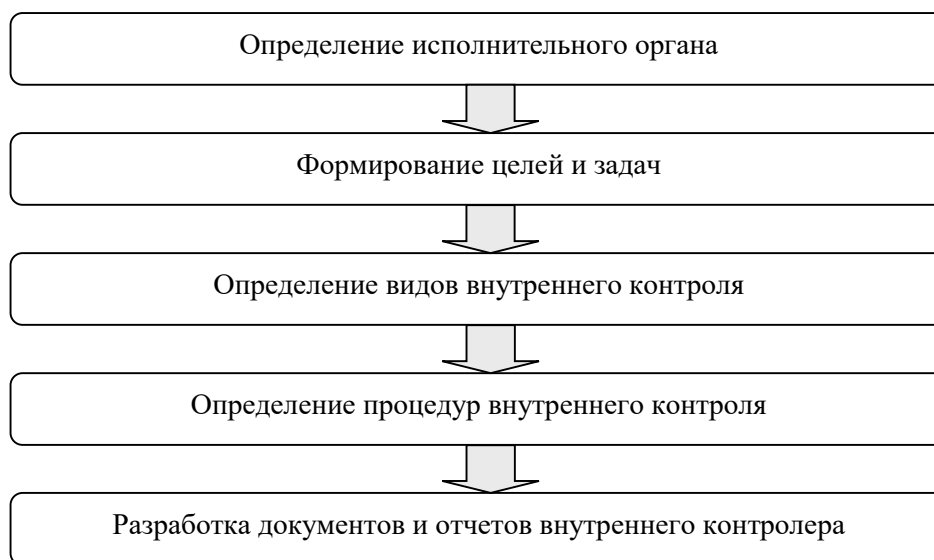 Определение исполнительного органа
Формирование целей и задач
Определение видов внутреннего контроля
Определение процедур внутреннего контроля
Разработка документов и отчетов внутреннего контролера